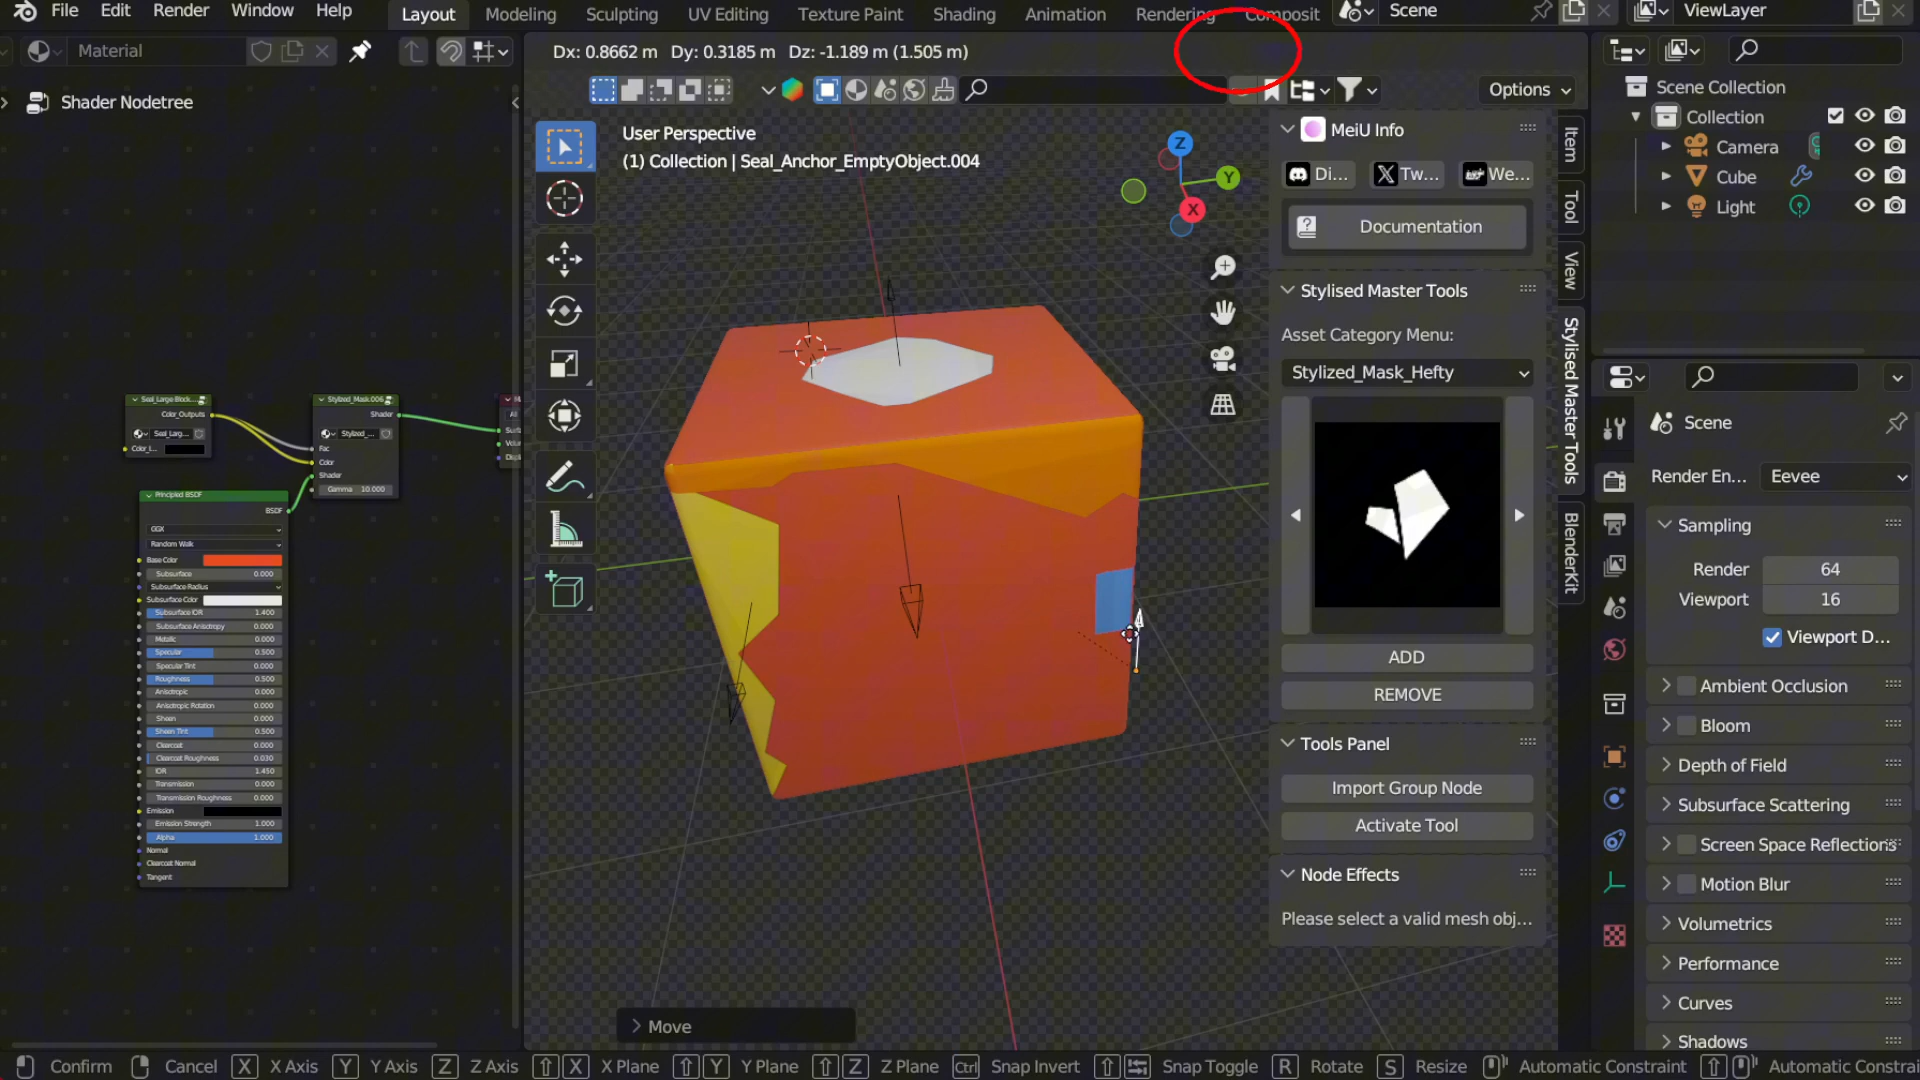 File Edit Render Window Help Layout Modeling Sculpting UV Editing Texture Paint Shading Animation Rendering Composit Scene ViewLayer
Material
Dx: 0.8662 m Dy: 0.3185 m Dz: -1.189 m (1.505 m)
Shader Nodetree
Options
User Perspective
(1) Collection | Seal_Anchor_EmptyObject.004
Z
Y
X
MeiU Info
Di... Tw... We...
Documentation
Stylised Master Tools
Asset Category Menu:
Stylized_Mask_Hefty
ADD
REMOVE
Tools Panel
Import Group Node
Activate Tool
Node Effects
Please select a valid mesh obj...
Item
Tool
View
Stylised Master Tools
BlenderKit
Scene Collection
Collection
Camera
Cube
Light
Scene
Render En... Eevee
Sampling
Render 64
Viewport 16
Viewport D...
Ambient Occlusion
Bloom
Depth of Field
Subsurface Scattering
Screen Space Reflections
Motion Blur
Volumetrics
Performance
Curves
Shadows
Seal_Large Block...
Color_Outputs
Seal_Larg...
Color_I...
Stylized_Mask.006
Shader
Stylized_...
Fac
Color
Shader
Gamma 10.000
Principled BSDF
BSDF
GGX
Random Walk
Base Color
Subsurface 0.000
Subsurface Radius
Subsurface Color
Subsurface IOR 1.400
Subsurface Anisotropy 0.000
Metallic 0.000
Specular 0.500
Specular Tint 0.000
Roughness 0.500
Anisotropic 0.000
Anisotropic Rotation 0.000
Sheen 0.000
Sheen Tint 0.500
Clearcoat 0.000
Clearcoat Roughness 0.030
IOR 1.450
Transmission 0.000
Transmission Roughness 0.000
Emission
Emission Strength 1.000
Alpha 1.000
Normal
Clearcoat Normal
Tangent
Move
Confirm Cancel X X Axis Y Y Axis Z Z Axis X X Plane Y Y Plane Z Z Plane Ctrl Snap Invert Snap Toggle R Rotate S Resize Automatic Constraint Automatic Constrai